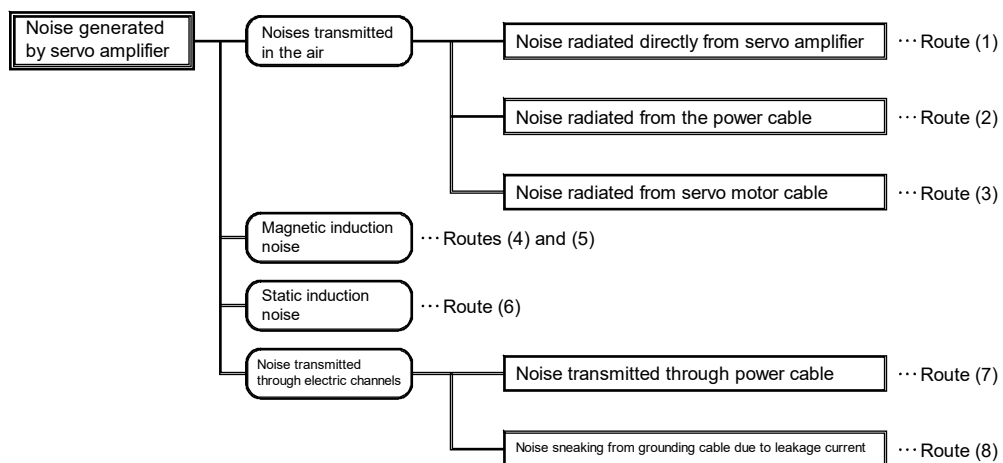 Noise generated
by servo amplifier
Noises transmitted
in the air
Noise radiated directly from servo amplifier
···Route (1)
Noise radiated from the power cable
···Route (2)
Noise radiated from servo motor cable
···Route (3)
Magnetic induction
noise
···Routes (4) and (5)
Static induction
noise
···Route (6)
Noise transmitted
through electric channels
Noise transmitted through power cable
···Route (7)
Noise sneaking from grounding cable due to leakage current
···Route (8)